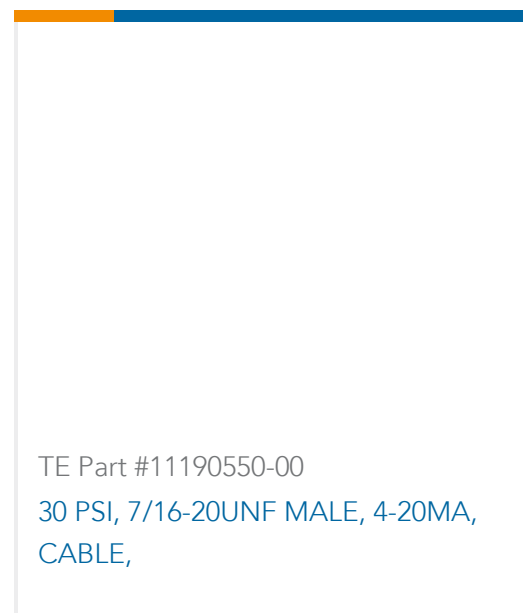 TE Part #11190550-00
30 PSI, 7/16-20UNF MALE, 4-20MA,
CABLE,